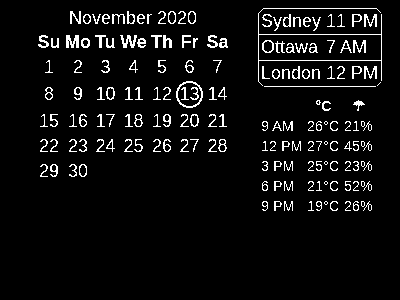 November 2020
Su Mo Tu We Th Fr Sa
1 2 3 4 5 6 7
8 9 10 11 12 13 14
15 16 17 18 19 20 21
22 23 24 25 26 27 28
29 30
Sydney 11 PM
Ottawa 7 AM
London 12 PM
°C ☂
9 AM 26°C 21%
12 PM 27°C 45%
3 PM 25°C 23%
6 PM 21°C 52%
9 PM 19°C 26%